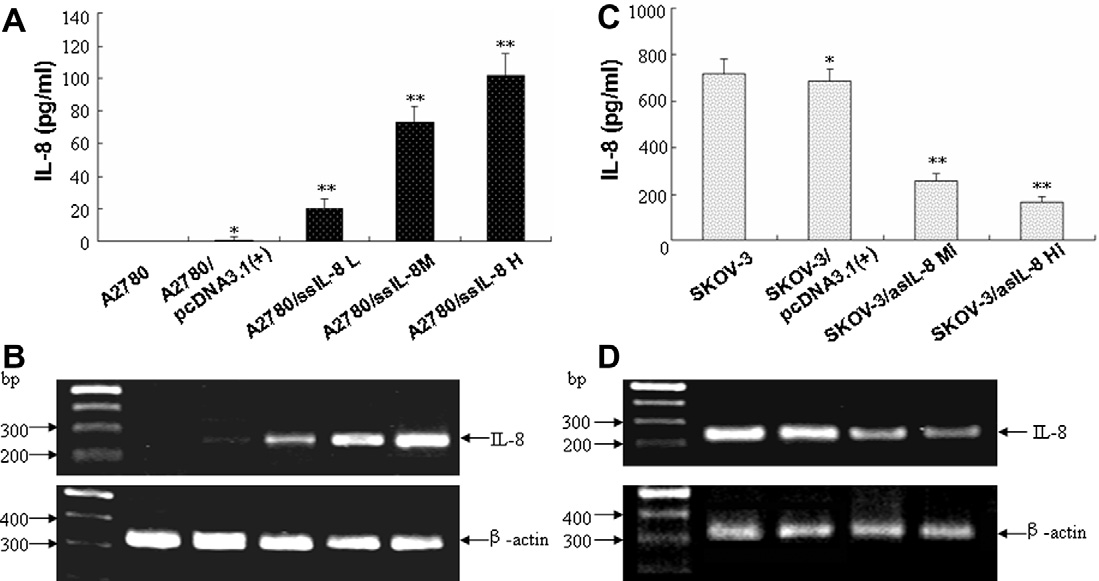 A
IL-8 (pg/ml)
140
120
100
80
60
40
20
0
*
**
**
**
A2780
A2780/
pcDNA3.1(+)
A2780/ssIL-8 L
A2780/ssIL-8M
A2780/ssIL-8 H
C
IL-8 (pg/ml)
1000
800
600
400
200
0
*
**
**
SKOV-3
SKOV-3/
pcDNA3.1(+)
SKOV-3/asIL-8 Mi
SKOV-3/asIL-8 Hi
B
bp
300
200
IL-8
400
300
β-actin
D
bp
300
200
IL-8
400
300
β-actin